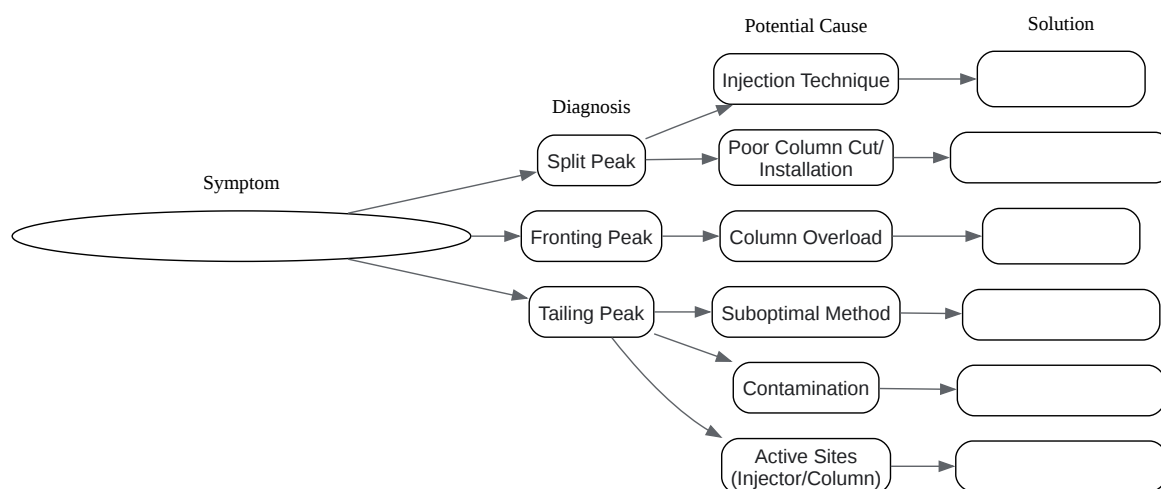 Potential Cause
Solution
Injection Technique
Diagnosis
Split Peak
Poor Column Cut/
Installation
Symptom
Fronting Peak
Column Overload
Tailing Peak
Suboptimal Method
Contamination
Active Sites
(Injector/Column)